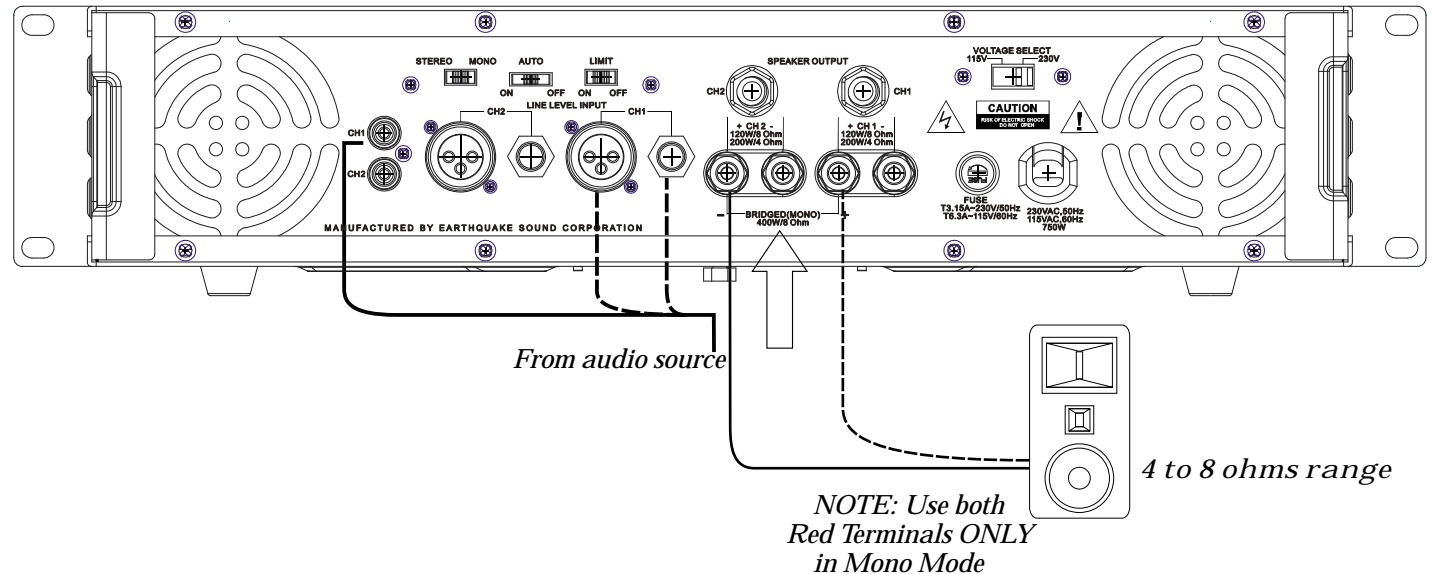 STEREO MONO AUTO LIMIT
ON OFF ON OFF
LINE LEVEL INPUT
CH2 CH1
CH1
CH2
SPEAKER OUTPUT
CH2 CH1
+ CH 2 - + CH 1 -
120W/8 Ohm 120W/8 Ohm
200W/4 Ohm 200W/4 Ohm
- BRIDGED(MONO) +
400W/8 Ohm
VOLTAGE SELECT
115V 230V
CAUTION
RISK OF ELECTRIC SHOCK
DO NOT OPEN
FUSE
FUSE
T3.15A~230V/50Hz
T6.3A~115V/60Hz
230VAC,50Hz
115VAC,60Hz
750W
MANUFACTURED BY EARTHQUAKE SOUND CORPORATION
From audio source
4 to 8 ohms range
NOTE: Use both
Red Terminals ONLY
in Mono Mode